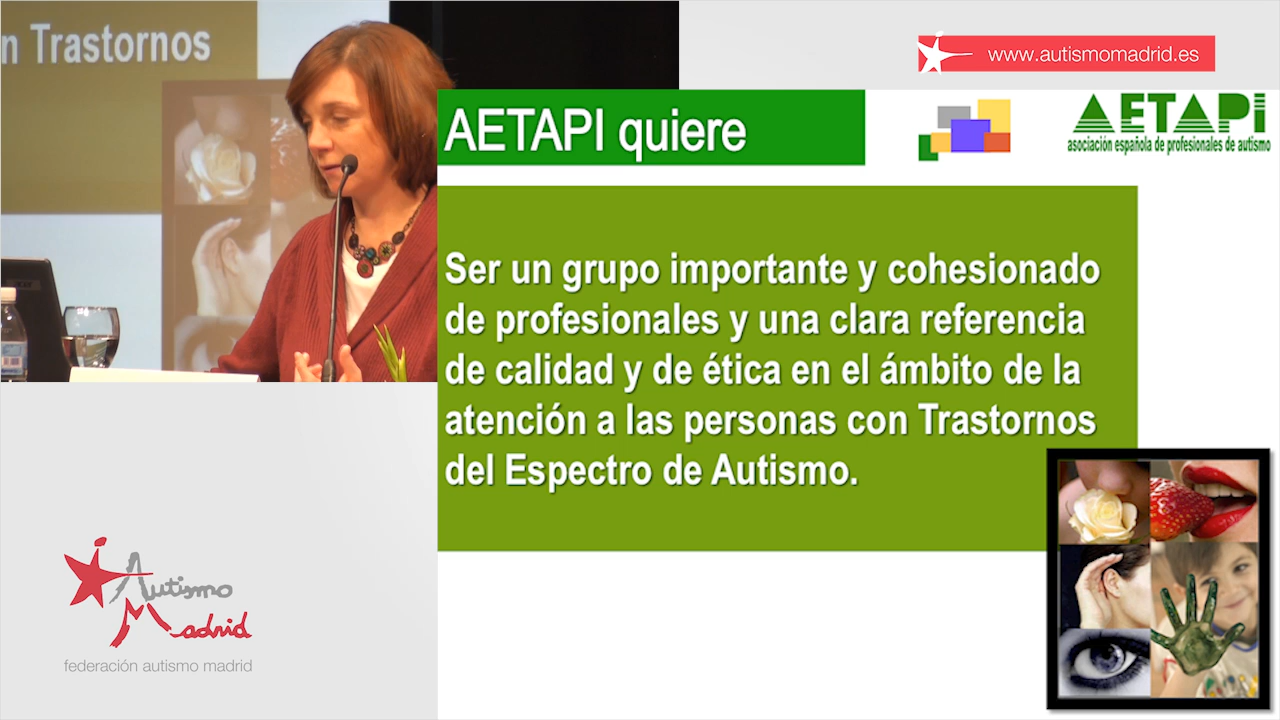 n Trastornos
www.autismomadrid.es
AETAPI quiere
AETAPI
asociación española de profesionales de autismo
Ser un grupo importante y cohesionado
de profesionales y una clara referencia
de calidad y de ética en el ámbito de la
atención a las personas con Trastornos
del Espectro de Autismo.
Autismo
Madrid
federación autismo madrid